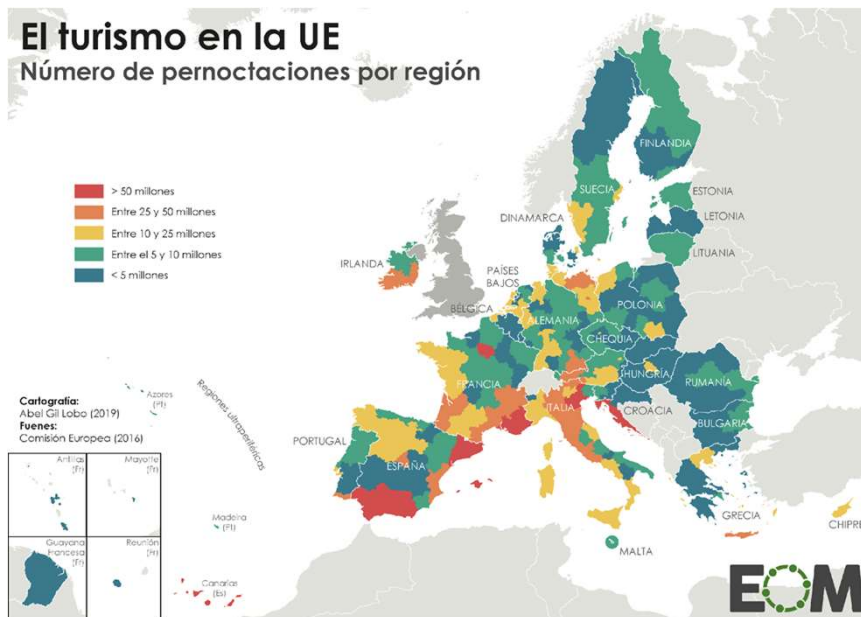 El turismo en la UE
Número de pernoctaciones por región
> 50 millones
Entre 25 y 50 millones
Entre 10 y 25 millones
Entre el 5 y 10 millones
< 5 millones
FINLANDIA
SUECIA
ESTONIA
LETONIA
LITUANIA
DINAMARCA
IRLANDA
PAÍSES
BAJOS
BÉLGICA
ALEMANIA
POLONIA
CHEQUIA
HUNGRÍA
RUMANÍA
FRANCIA
ITALIA
CROACIA
BULGARIA
PORTUGAL
ESPAÑA
GRECIA
CHIPRE
MALTA
Regiones ultraperiféricas
Azores
(Pt)
Cartografía:
Abel Gil Lobo (2019)
Fuenes:
Comisión Europea (2016)
Antillas
(Fr)
Mayotte
(Fr)
Guayana
Francesa
(Fr)
Reunión
(Fr)
Madeira
(Pt)
Canarias
(Es)
EOM